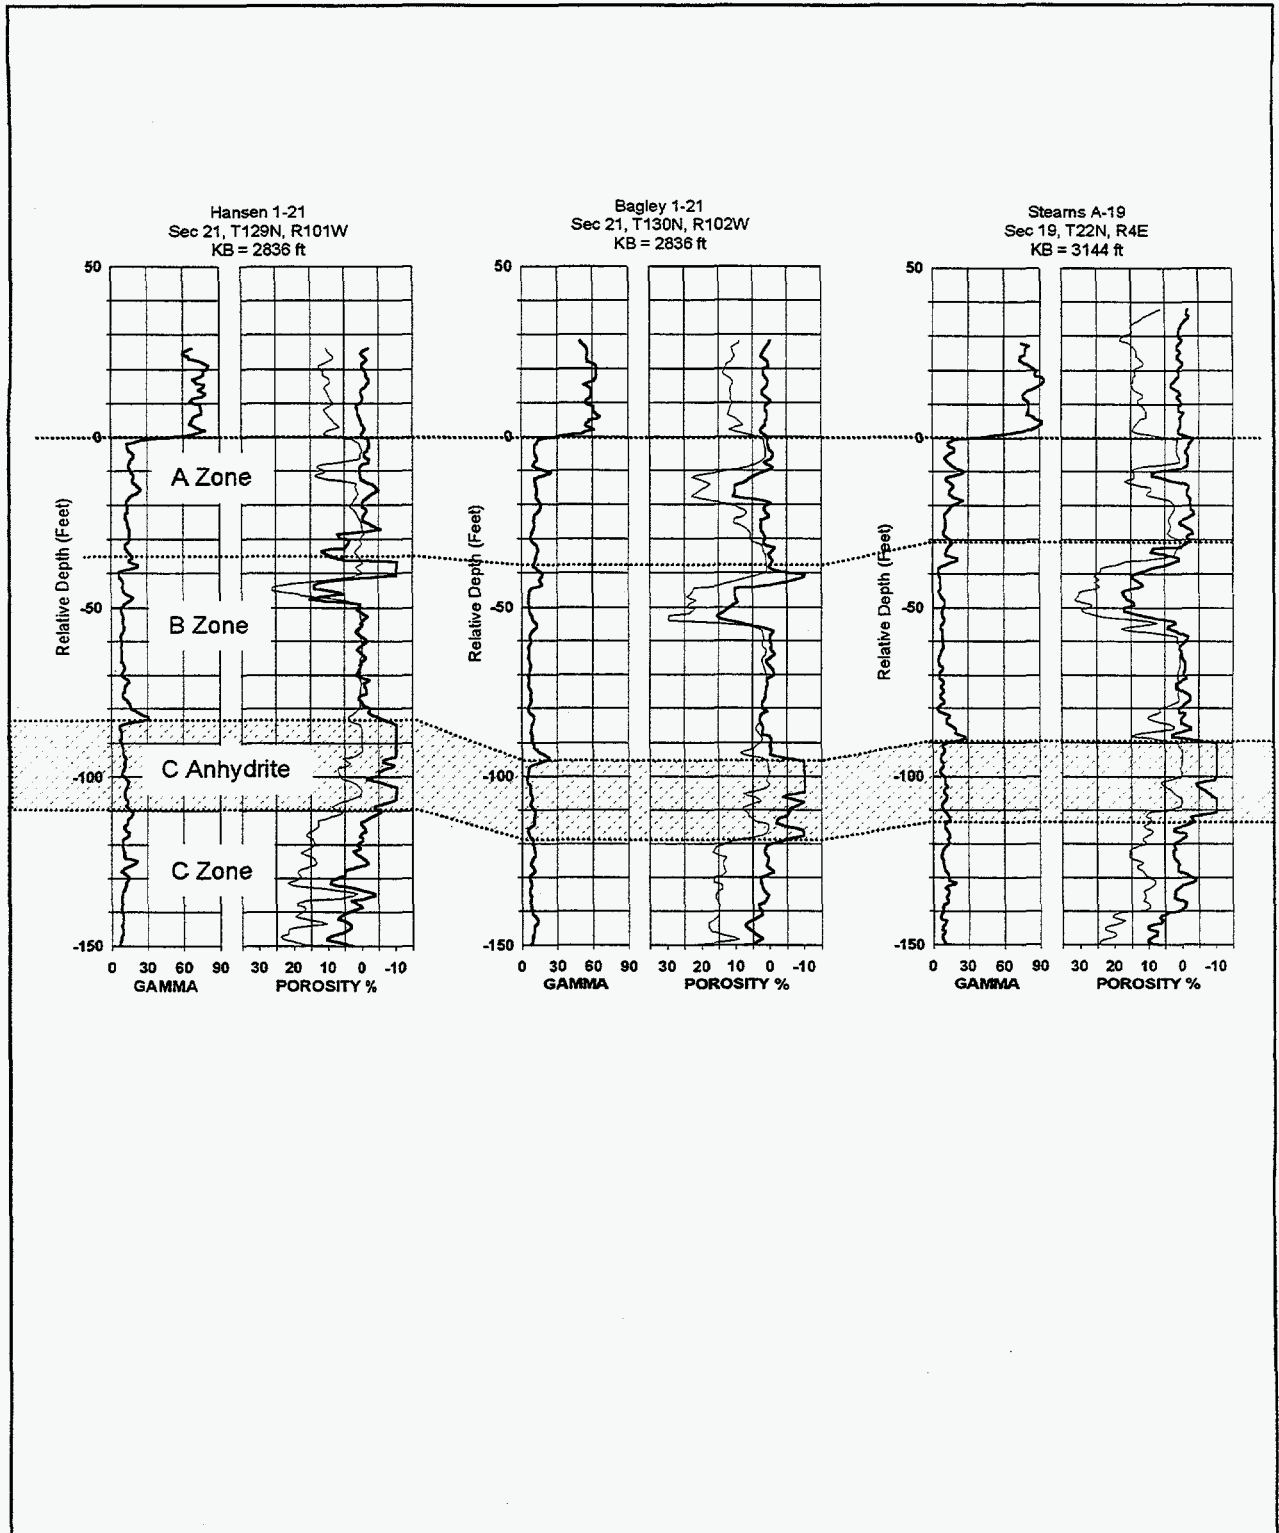 Hansen 1-21
Sec 21, T129N, R101W
KB = 2836 ft
Bagley 1-21
Sec 21, T130N, R102W
KB = 2836 ft
Stearns A-19
Sec 19, T22N, R4E
KB = 3144 ft
50
0
-50
-100
-150
Relative Depth (Feet)
A Zone
B Zone
C Anhydrite
C Zone
0 30 60 90
GAMMA
30 20 10 0 -10
POROSITY %
50
0
-50
-100
-150
Relative Depth (Feet)
0 30 60 90
GAMMA
30 20 10 0 -10
POROSITY %
50
0
-50
-100
-150
Relative Depth (Feet)
0 30 60 90
GAMMA
30 20 10 0 -10
POROSITY %